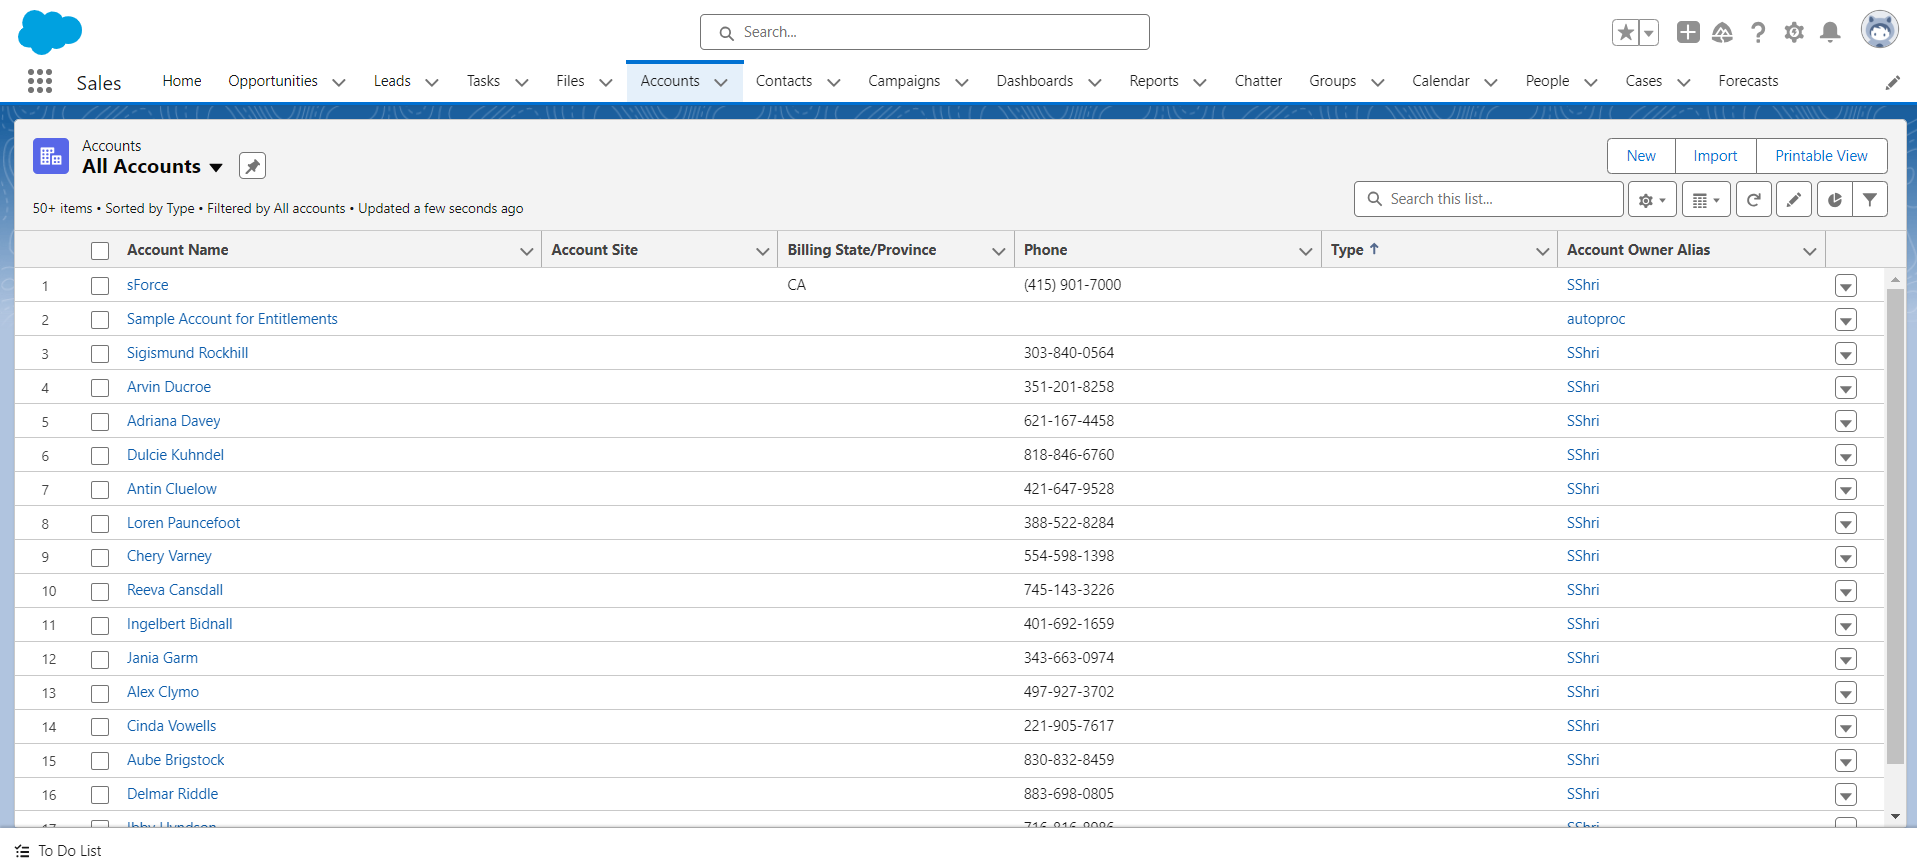 Search...
Sales Home Opportunities Leads Tasks Files Accounts Contacts Campaigns Dashboards Reports Chatter Groups Calendar People Cases Forecasts
Accounts
All Accounts
New Import Printable View
50+ items • Sorted by Type • Filtered by All accounts • Updated a few seconds ago
Search this list...
Account Name Account Site Billing State/Province Phone Type ↑ Account Owner Alias
1 sForce CA (415) 901-7000 SShri
2 Sample Account for Entitlements autoproc
3 Sigismund Rockhill 303-840-0564 SShri
4 Arvin Ducroe 351-201-8258 SShri
5 Adriana Davey 621-167-4458 SShri
6 Dulcie Kuhndel 818-846-6760 SShri
7 Antin Cluelow 421-647-9528 SShri
8 Loren Pauncefoot 388-522-8284 SShri
9 Chery Varney 554-598-1398 SShri
10 Reeva Cansdall 745-143-3226 SShri
11 Ingelbert Bidnall 401-692-1659 SShri
12 Jania Garm 343-663-0974 SShri
13 Alex Clymo 497-927-3702 SShri
14 Cinda Vowells 221-905-7617 SShri
15 Aube Brigstock 830-832-8459 SShri
16 Delmar Riddle 883-698-0805 SShri
17 SShri
To Do List